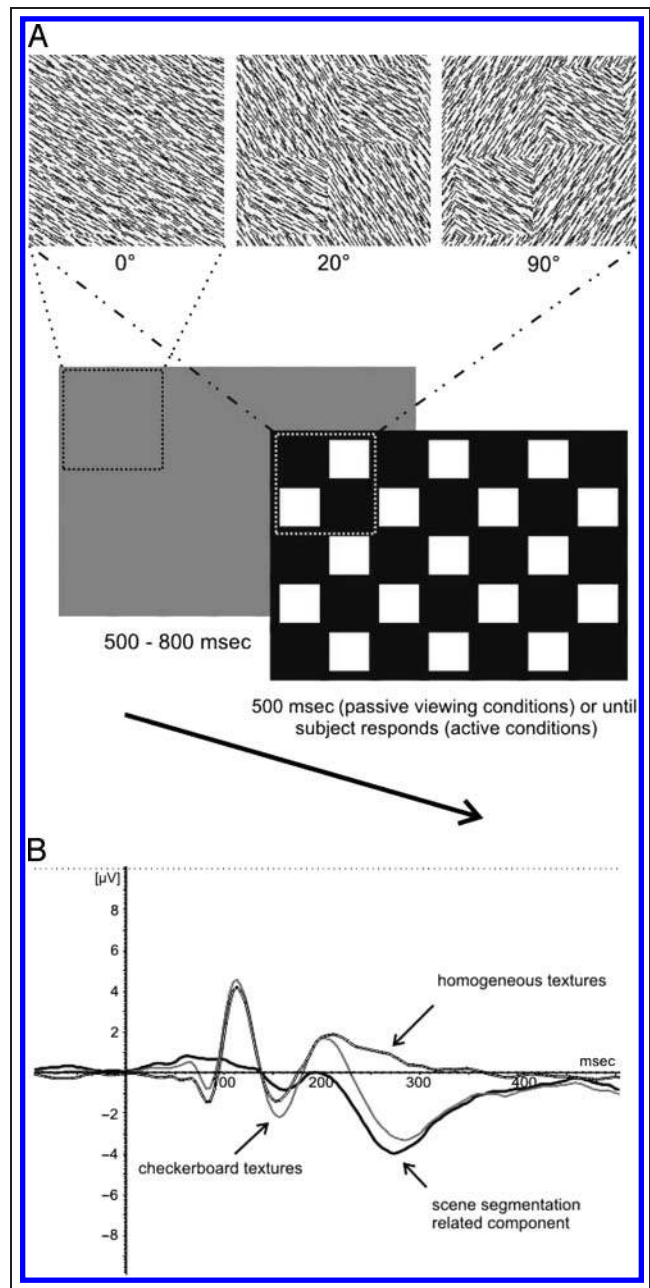 A
0°
20°
90°
500 - 800 msec
500 msec (passive viewing conditions) or until
subject responds (active conditions)
B
[µV]
8
6
4
2
0
−2
−4
−6
−8
100
200
300
400
msec
homogeneous textures
checkerboard textures
scene segmentation
related component